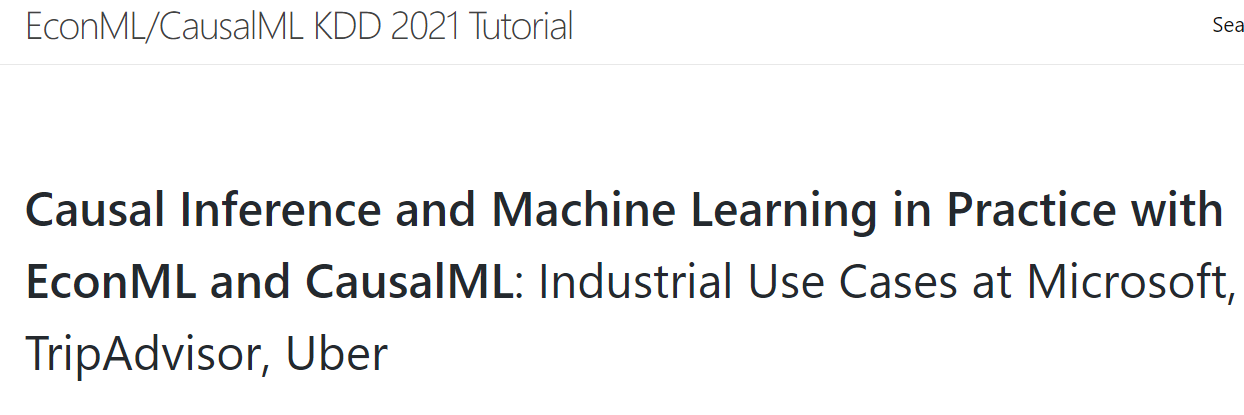 EconML/CausalML KDD 2021 Tutorial
Sea
Causal Inference and Machine Learning in Practice with
EconML and CausalML: Industrial Use Cases at Microsoft,
TripAdvisor, Uber